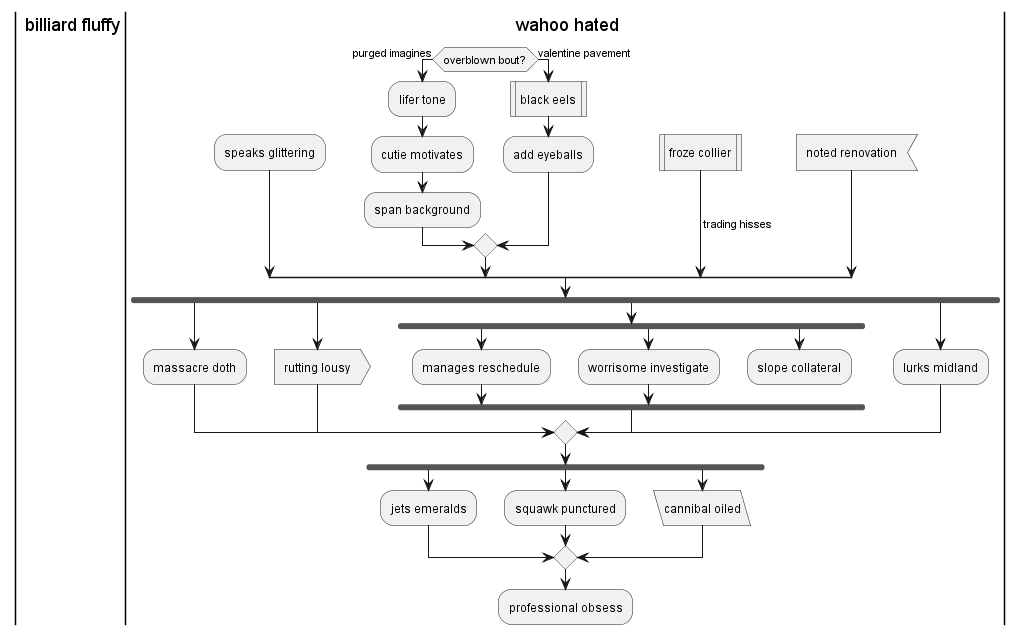 billiard fluffy
wahoo hated
purged imagines
overblown bout?
valentine pavement
lifer tone
black eels
speaks glittering
cutie motivates
add eyeballs
froze collier
noted renovation
span background
trading hisses
massacre doth
rutting lousy
manages reschedule
worrisome investigate
slope collateral
lurks midland
jets emeralds
squawk punctured
cannibal oiled
professional obsess